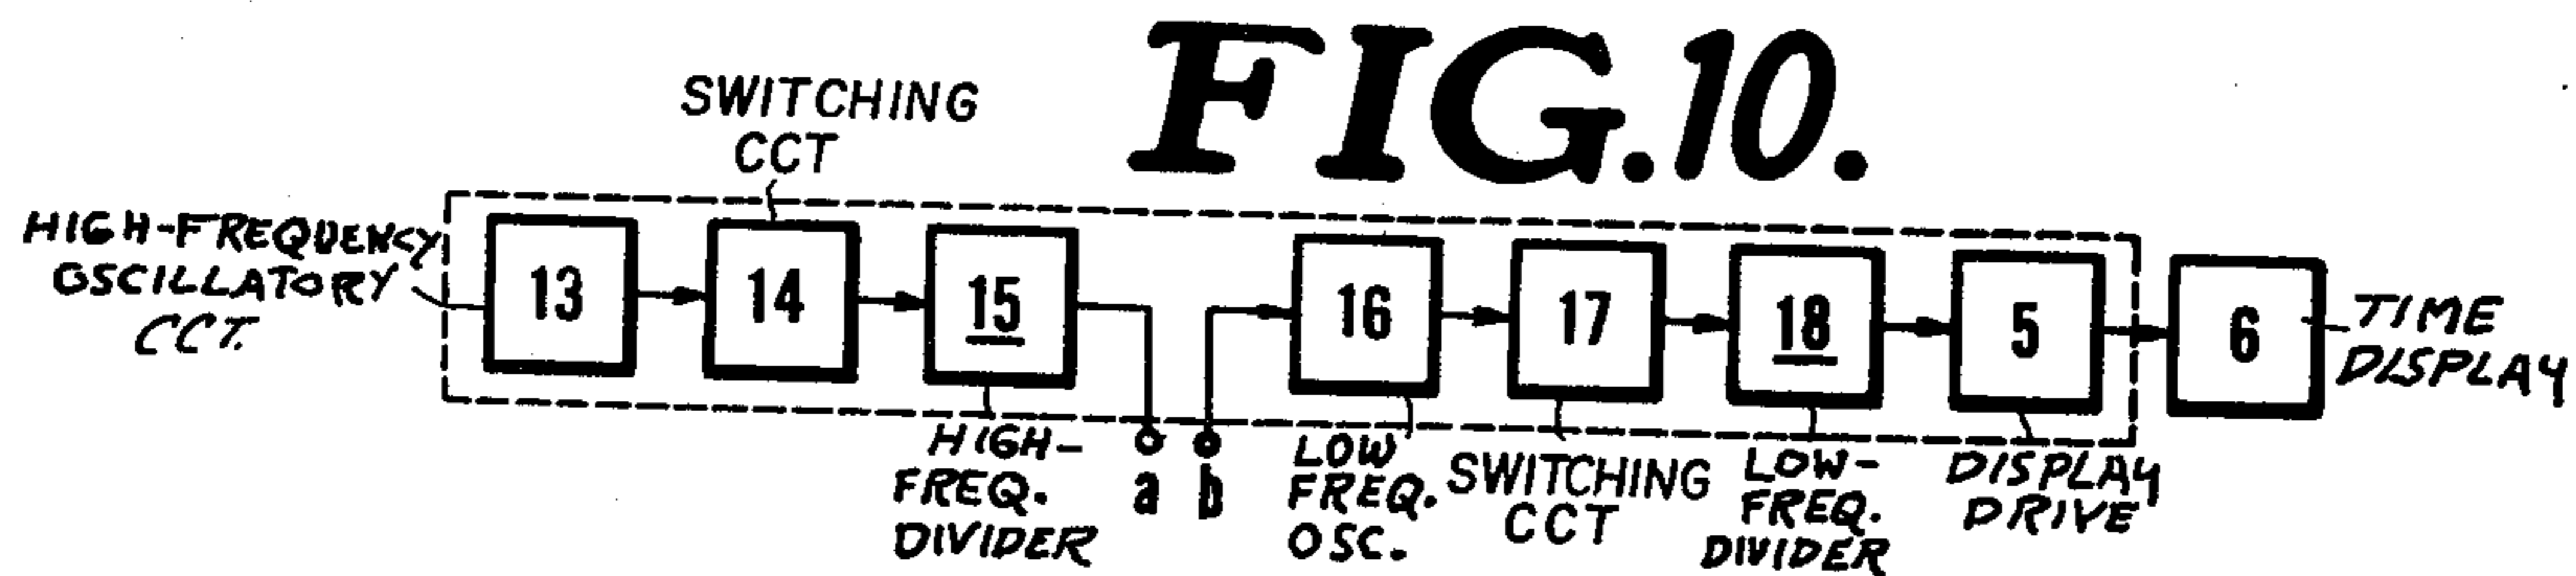 FIG.10.
SWITCHING
CCT
HIGH-FREQUENCY
OSCILLATORY
CCT.
13
14
15
16
17
18
5
6
TIME
DISPLAY
HIGH-
FREQ.
DIVIDER
a
b
LOW
FREQ.
OSC.
SWITCHING
CCT
LOW-
FREQ.
DIVIDER
DISPLAY
DRIVE